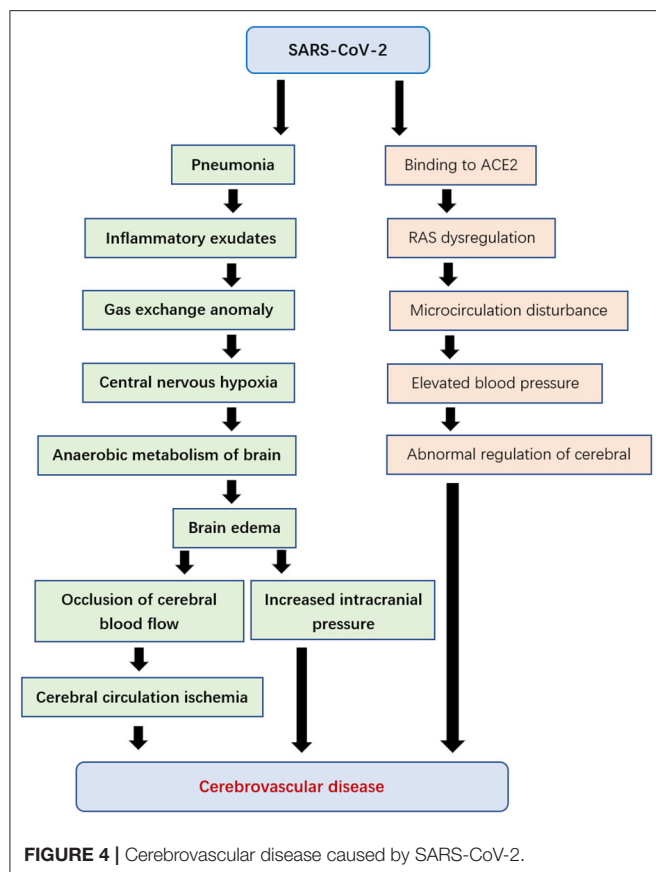 SARS-CoV-2
Pneumonia
Binding to ACE2
Inflammatory exudates
RAS dysregulation
Gas exchange anomaly
Microcirculation disturbance
Central nervous hypoxia
Elevated blood pressure
Anaerobic metabolism of brain
Abnormal regulation of cerebral
Brain edema
Occlusion of cerebral
blood flow
Increased intracranial
pressure
Cerebral circulation ischemia
Cerebrovascular disease
FIGURE 4 | Cerebrovascular disease caused by SARS-CoV-2.